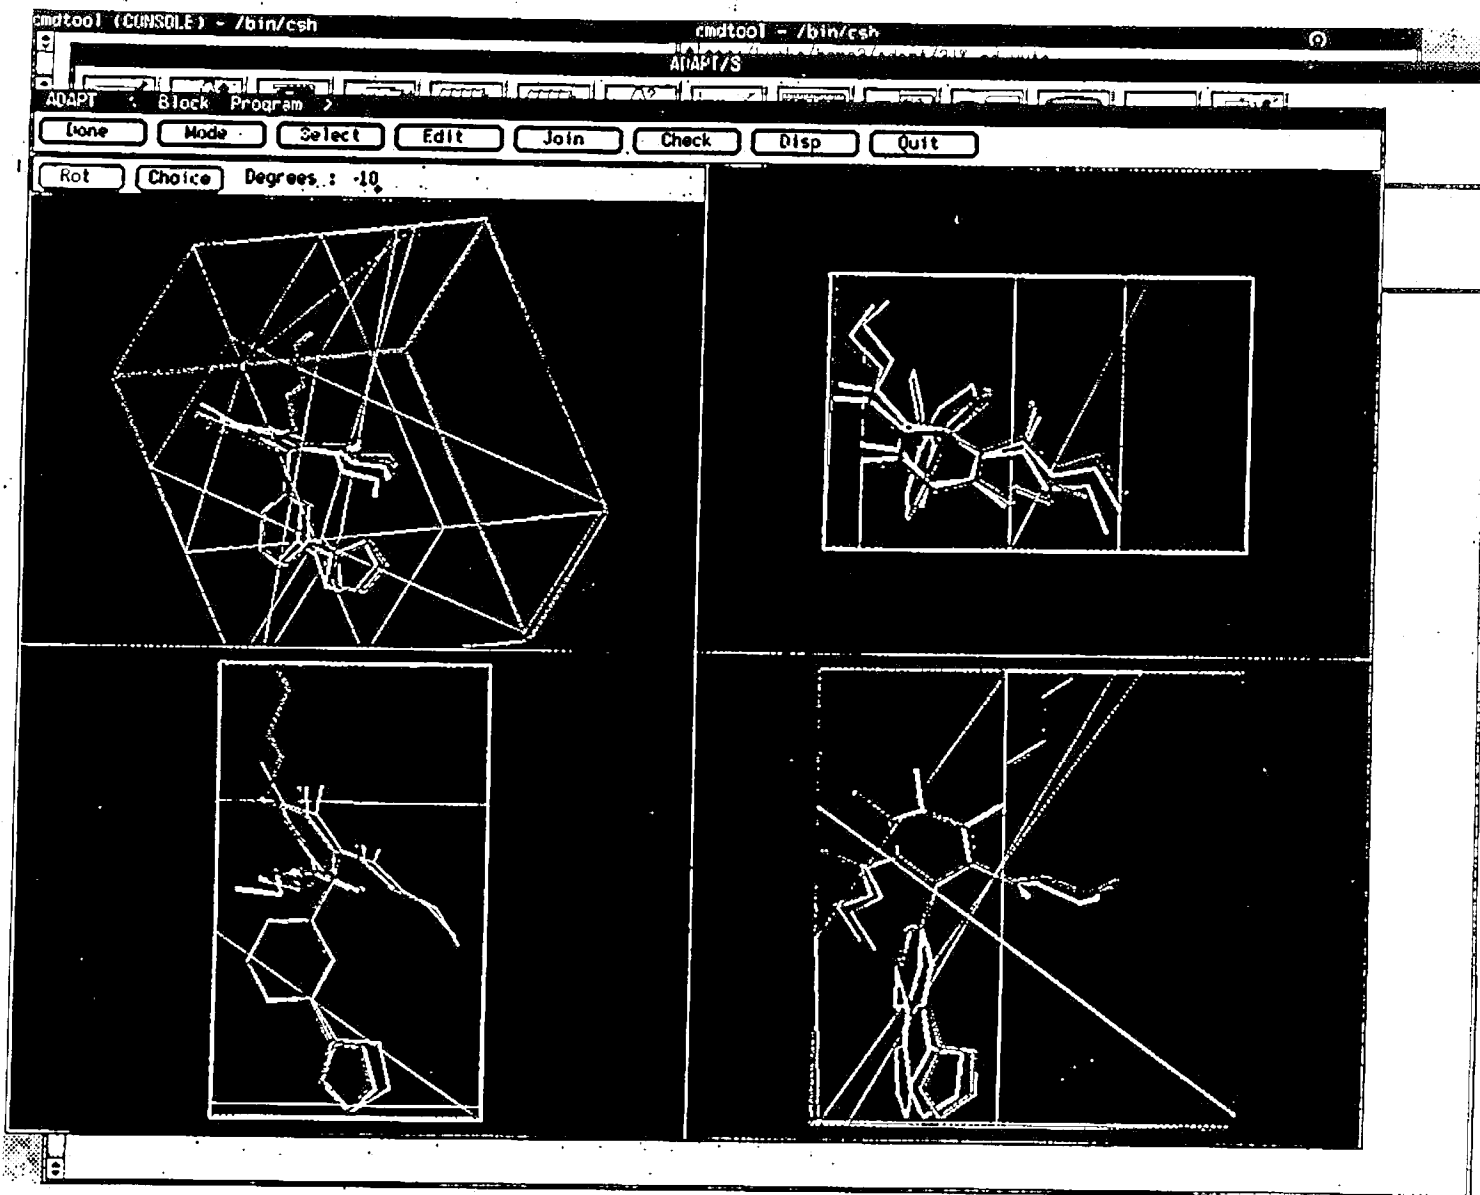 cmdtool (CONSOLE) - /bin/csh
cmdtool - /bin/csh
ADAPT/S
ADAPT < Block Program >
Done Mode Select Edit Join Check Disp Quit
Rot Choice Degrees : -10